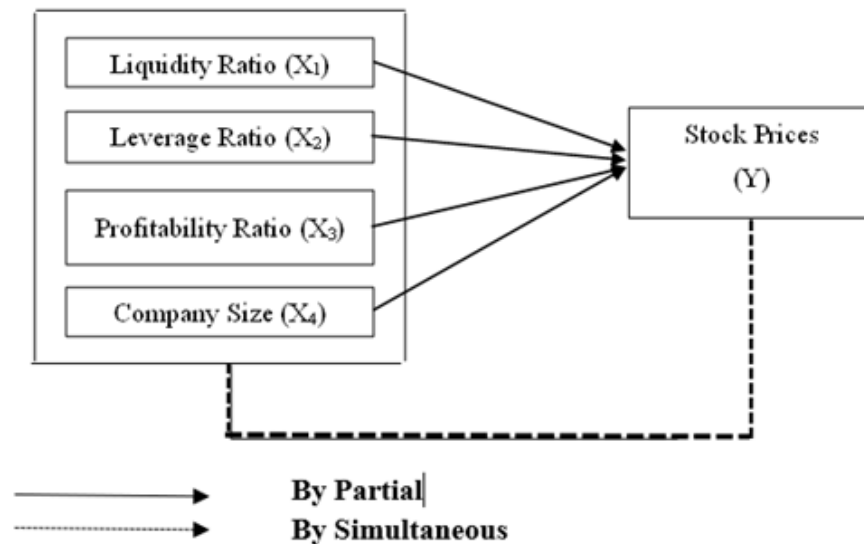 Liquidity Ratio (X₁)
Leverage Ratio (X₂)
Profitability Ratio (X₃)
Company Size (X₄)
Stock Prices
(Y)
By Partial
By Simultaneous